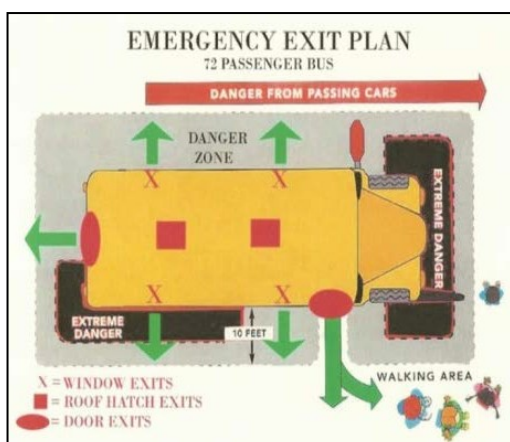 EMERGENCY EXIT PLAN
72 PASSENGER BUS
DANGER FROM PASSING CARS
DANGER
ZONE
X
X
EXTREME DANGER
X
X
EXTREME
DANGER
10 FEET
WALKING AREA
X = WINDOW EXITS
= ROOF HATCH EXITS
= DOOR EXITS